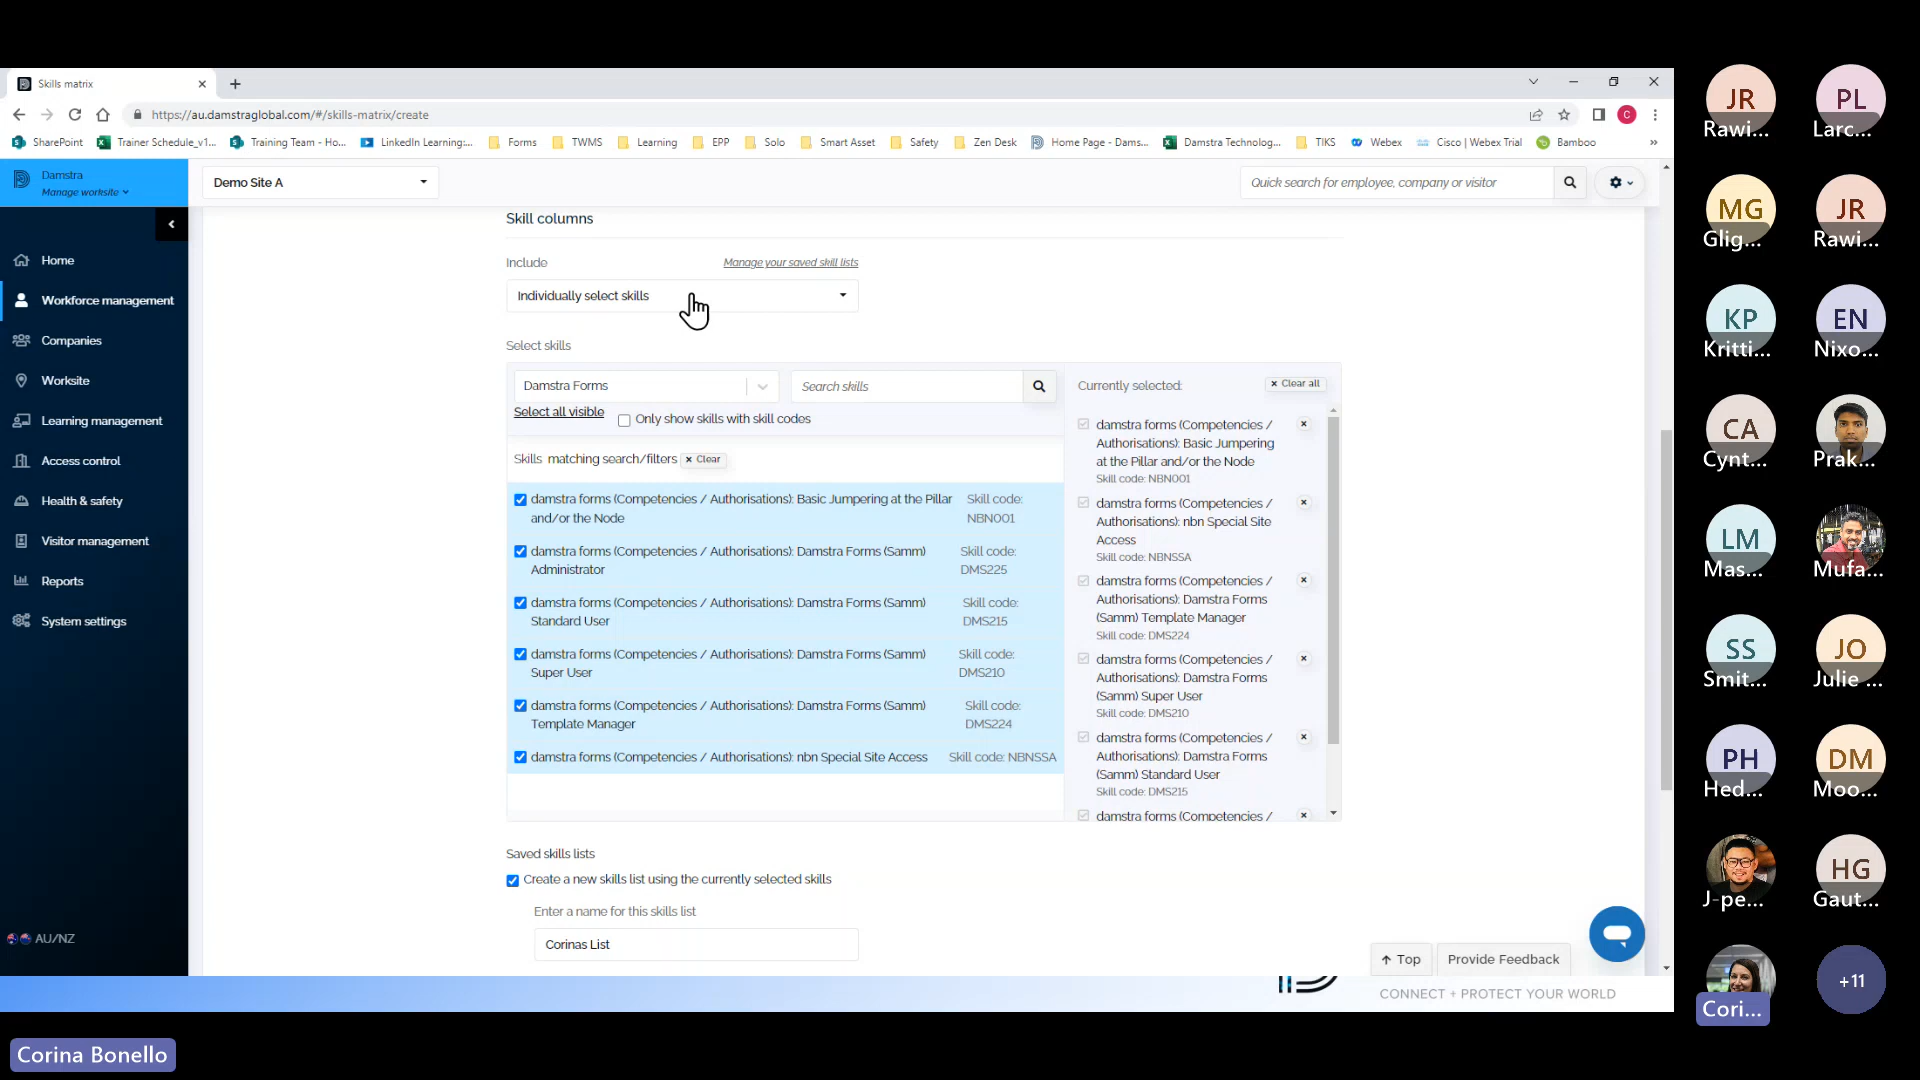 Skills matrix
https://au.damstraglobal.com/#/skills-matrix/create
C
SharePoint
Trainer Schedule_v1...
Training Team - Ho...
LinkedIn Learning:...
Forms
TWMS
Learning
EPP
Solo
Smart Asset
Safety
Zen Desk
Home Page - Dams...
Damstra Technolog...
TIKS
Webex
Cisco | Webex Trial
Bamboo
»
Damstra
Manage worksite
Demo Site A
Quick search for employee, company or visitor
Home
Workforce management
Companies
Worksite
Learning management
Access control
Health & safety
Visitor management
Reports
System settings
AU/NZ
Skill columns
Include
Manage your saved skill lists
Individually select skills
Select skills
Damstra Forms
Search skills
Select all visible
Only show skills with skill codes
Skills matching search/filters
× Clear
damstra forms (Competencies / Authorisations): Basic Jumpering at the Pillar
and/or the Node
Skill code:
NBN001
damstra forms (Competencies / Authorisations): Damstra Forms (Samm)
Administrator
Skill code:
DMS225
damstra forms (Competencies / Authorisations): Damstra Forms (Samm)
Standard User
Skill code:
DMS215
damstra forms (Competencies / Authorisations): Damstra Forms (Samm)
Super User
Skill code:
DMS210
damstra forms (Competencies / Authorisations): Damstra Forms (Samm)
Template Manager
Skill code:
DMS224
damstra forms (Competencies / Authorisations): nbn Special Site Access
Skill code: NBNSSA
Currently selected:
× Clear all
damstra forms (Competencies /
Authorisations): Basic Jumpering
at the Pillar and/or the Node
Skill code: NBN001
damstra forms (Competencies /
Authorisations): nbn Special Site
Access
Skill code: NBNSSA
damstra forms (Competencies /
Authorisations): Damstra Forms
(Samm) Template Manager
Skill code: DMS224
damstra forms (Competencies /
Authorisations): Damstra Forms
(Samm) Super User
Skill code: DMS210
damstra forms (Competencies /
Authorisations): Damstra Forms
(Samm) Standard User
Skill code: DMS215
damstra forms (Competencies /
Saved skills lists
Create a new skills list using the currently selected skills
Enter a name for this skills list
Corinas List
Top
Provide Feedback
CONNECT + PROTECT YOUR WORLD
Corina Bonello
JR
Rawi...
PL
Larc...
MG
Glig...
JR
Rawi...
KP
Kritti...
EN
Nixo...
CA
Cynt...
Prak...
LM
Mas...
Mufa...
SS
Smit...
JO
Julie ...
PH
Hed...
DM
Moo...
J-pe...
HG
Gaut...
Cori...
+11